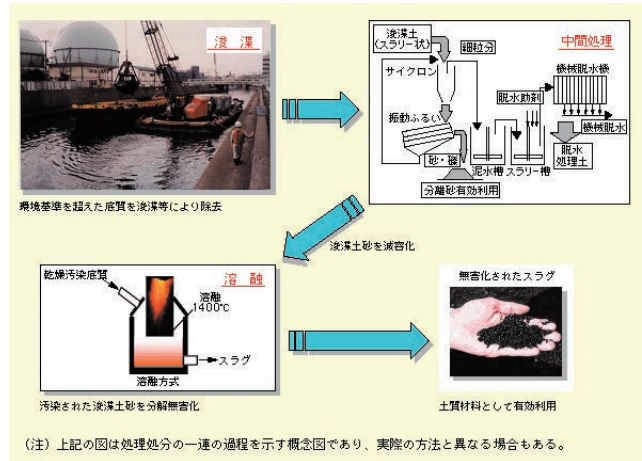 浚渫
環境基準を超えた底質を浚渫等により除去
中間処理
浚渫土
(スラリー状)
細粒分
サイクロン
機械脱水機
脱水助剤
振動ふるい
機械脱水
砂・礫
泥水槽
スラリー槽
脱水
処理土
分離砂有効利用
浚渫土砂を減容化
溶融
乾燥汚染底質
溶融
1400℃
スラグ
溶融方式
汚染された浚渫土砂を分解無害化
無害化されたスラグ
土質材料として有効利用
(注)上記の図は処理処分の一連の過程を示す概念図であり、実際の方法と異なる場合もある。